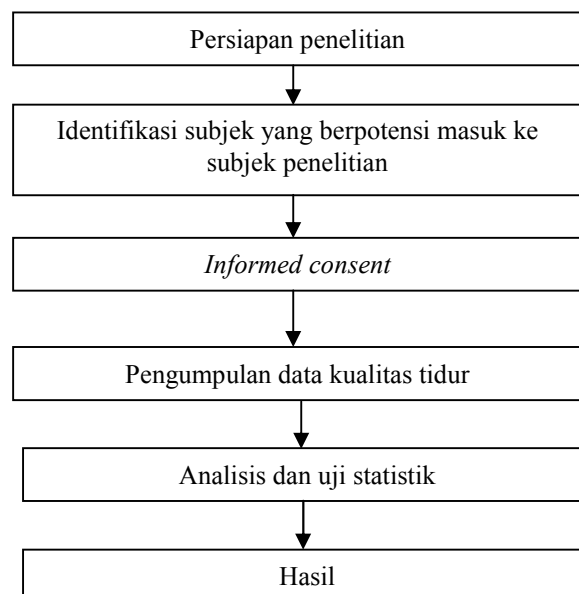 Persiapan penelitian
Identifikasi subjek yang berpotensi masuk ke
subjek penelitian
Informed consent
Pengumpulan data kualitas tidur
Analisis dan uji statistik
Hasil